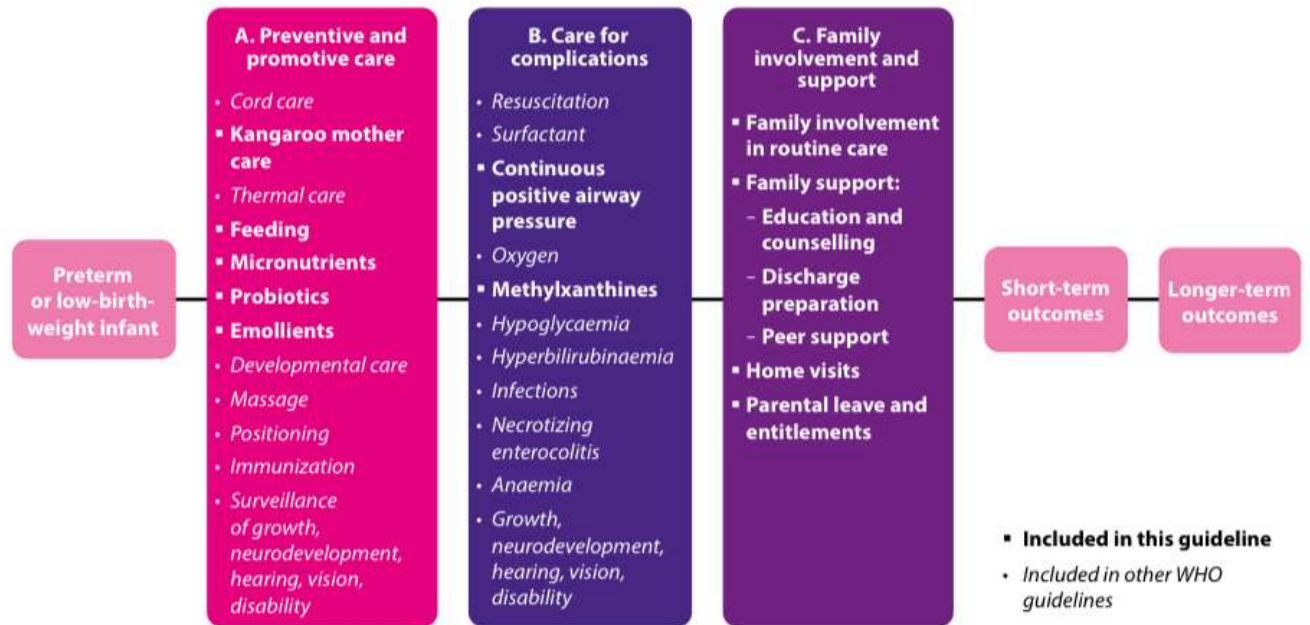 Preterm
or low-birth-
weight infant
A. Preventive and
promotive care
• Cord care
▪ Kangaroo mother
care
• Thermal care
▪ Feeding
▪ Micronutrients
▪ Probiotics
▪ Emollients
• Developmental care
• Massage
• Positioning
• Immunization
• Surveillance
of growth,
neurodevelopment,
hearing, vision,
disability
B. Care for
complications
• Resuscitation
• Surfactant
▪ Continuous
positive airway
pressure
• Oxygen
▪ Methylxanthines
• Hypoglycaemia
• Hyperbilirubinaemia
• Infections
• Necrotizing
enterocolitis
• Anaemia
• Growth,
neurodevelopment,
hearing, vision,
disability
C. Family
involvement and
support
▪ Family involvement
in routine care
▪ Family support:
– Education and
counselling
– Discharge
preparation
– Peer support
▪ Home visits
▪ Parental leave and
entitlements
Short-term
outcomes
Longer-term
outcomes
▪ Included in this guideline
• Included in other WHO
guidelines